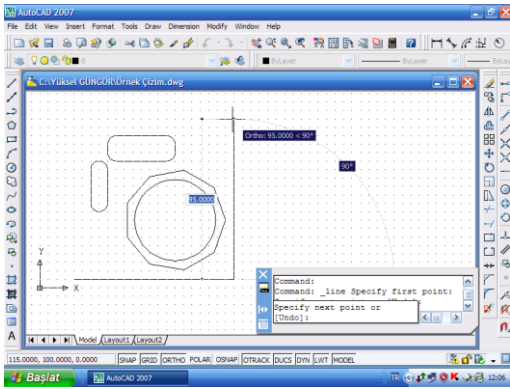 AutoCAD 2007
File Edit View Insert Format Tools Draw Dimension Modify Window Help
0 ByLayer ByLayer ByLay
C:\Yüksel GÜNGÖR\Örnek Çizim.dwg
Ortho: 95.0000 < 90°
90°
95.0000
Y
X
Command:
Command: _line Specify first point:
Specify next point or
[Undo]:
Model Layout1 Layout2
115.0000, 100.0000, 0.0000 SNAP GRID ORTHO POLAR OSNAP OTRACK DUCS DYN LWT MODEL
Başlat AutoCAD 2007 TR 12:06